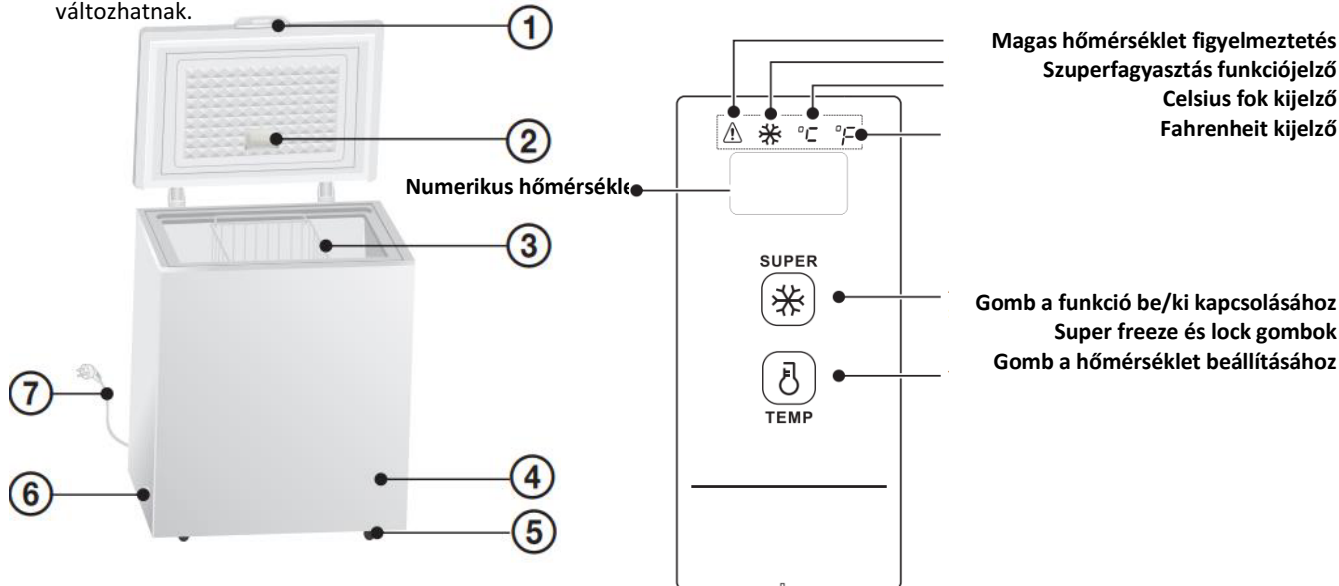 változhatnak.
1
2
3
4
5
6
7
Magas hőmérséklet figyelmeztetés
Szuperfagyasztás funkciójelző
Celsius fok kijelző
Fahrenheit kijelző
°C °F
Numerikus hőmérsékle
SUPER
Gomb a funkció be/ki kapcsolásához
Super freeze és lock gombok
Gomb a hőmérséklet beállításához
TEMP